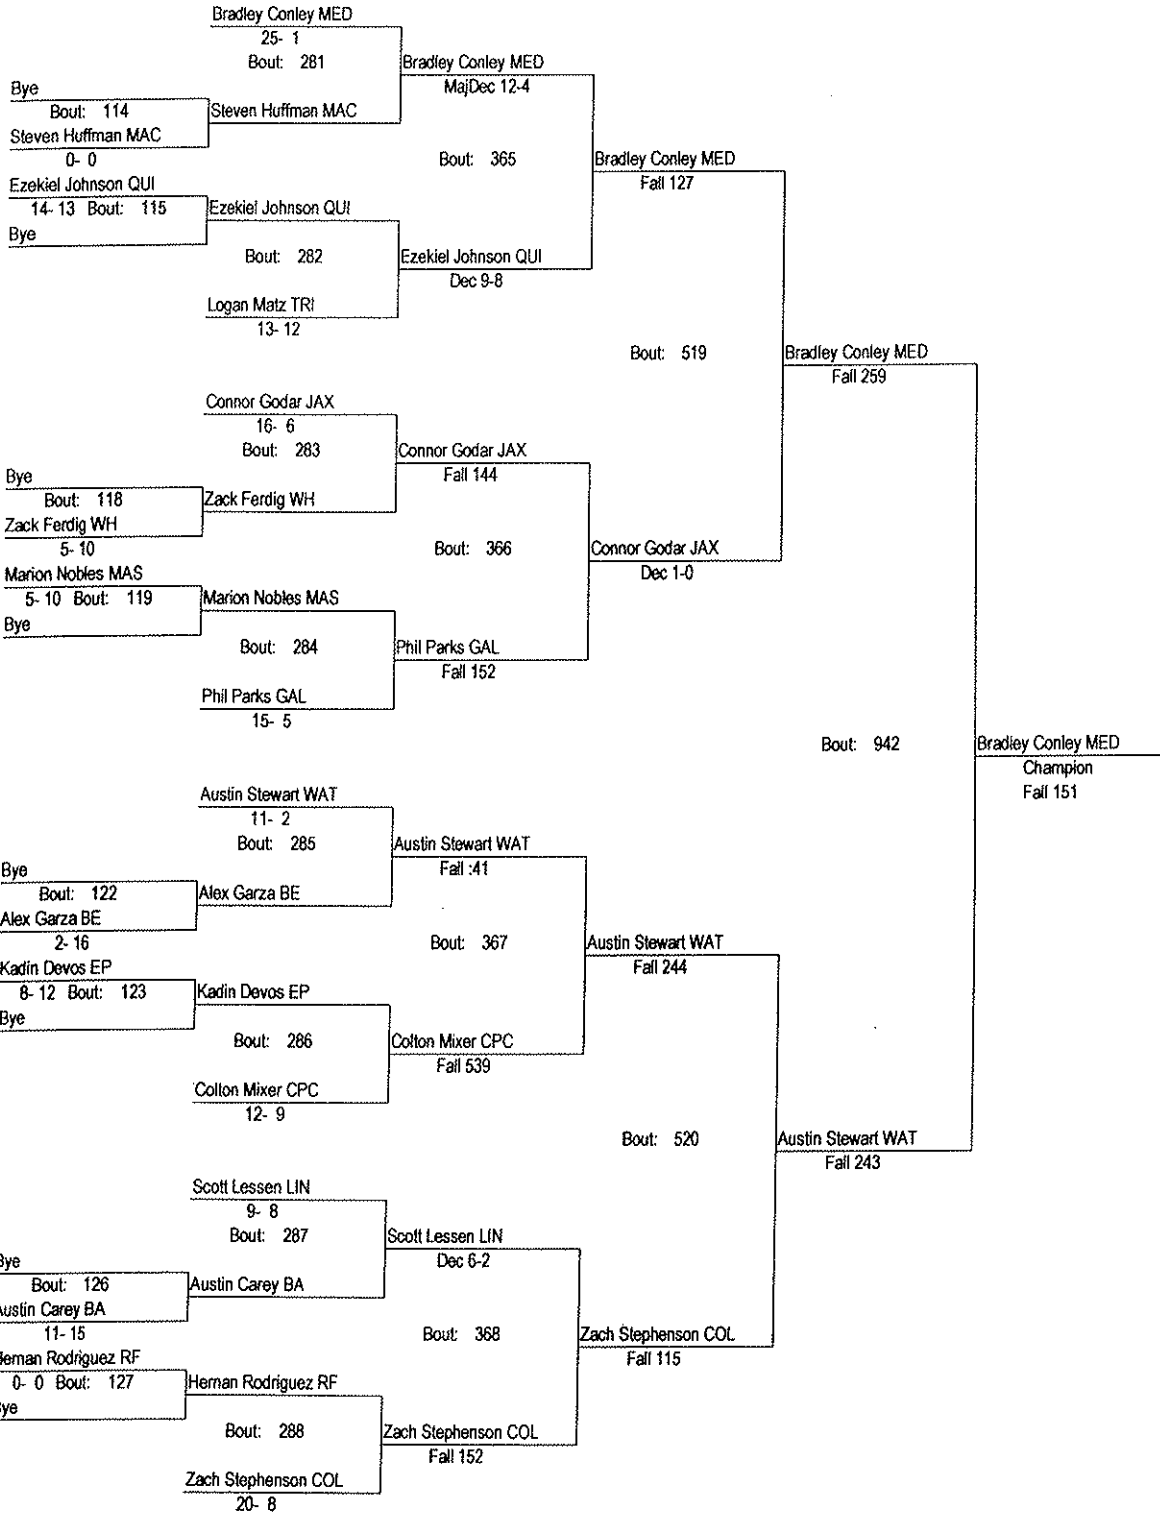 Bradley Conley MED
25- 1
Bout: 281
Bradley Conley MED
MajDec 12-4
Bye
Bout: 114
Steven Huffman MAC
Steven Huffman MAC
0- 0
Bout: 365
Bradley Conley MED
Fall 127
Ezekiel Johnson QUI
14- 13 Bout: 115
Ezekiel Johnson QUI
Bye
Bout: 282
Ezekiel Johnson QUI
Dec 9-8
Logan Matz TRI
13- 12
Bout: 519
Bradley Conley MED
Fall 259
Connor Godar JAX
16- 6
Bout: 283
Connor Godar JAX
Fall 144
Bye
Bout: 118
Zack Ferdig WH
Zack Ferdig WH
5- 10
Bout: 366
Connor Godar JAX
Dec 1-0
Marion Nobles MAS
5- 10 Bout: 119
Marion Nobles MAS
Bye
Bout: 284
Phil Parks GAL
Fall 152
Phil Parks GAL
15- 5
Bout: 942
Bradley Conley MED
Champion
Fall 151
Austin Stewart WAT
11- 2
Bout: 285
Austin Stewart WAT
Fall :41
Bye
Bout: 122
Alex Garza BE
Alex Garza BE
2- 16
Bout: 367
Austin Stewart WAT
Fall 244
Kadin Devos EP
8- 12 Bout: 123
Kadin Devos EP
Bye
Bout: 286
Colton Mixer CPC
Fall 539
Colton Mixer CPC
12- 9
Bout: 520
Austin Stewart WAT
Fall 243
Scott Lessen LIN
9- 8
Bout: 287
Scott Lessen LIN
Dec 6-2
Bye
Bout: 126
Austin Carey BA
Austin Carey BA
11- 15
Bout: 368
Zach Stephenson COL
Fall 115
Hernan Rodriguez RF
0- 0 Bout: 127
Hernan Rodriguez RF
Bye
Bout: 288
Zach Stephenson COL
Fall 152
Zach Stephenson COL
20- 8